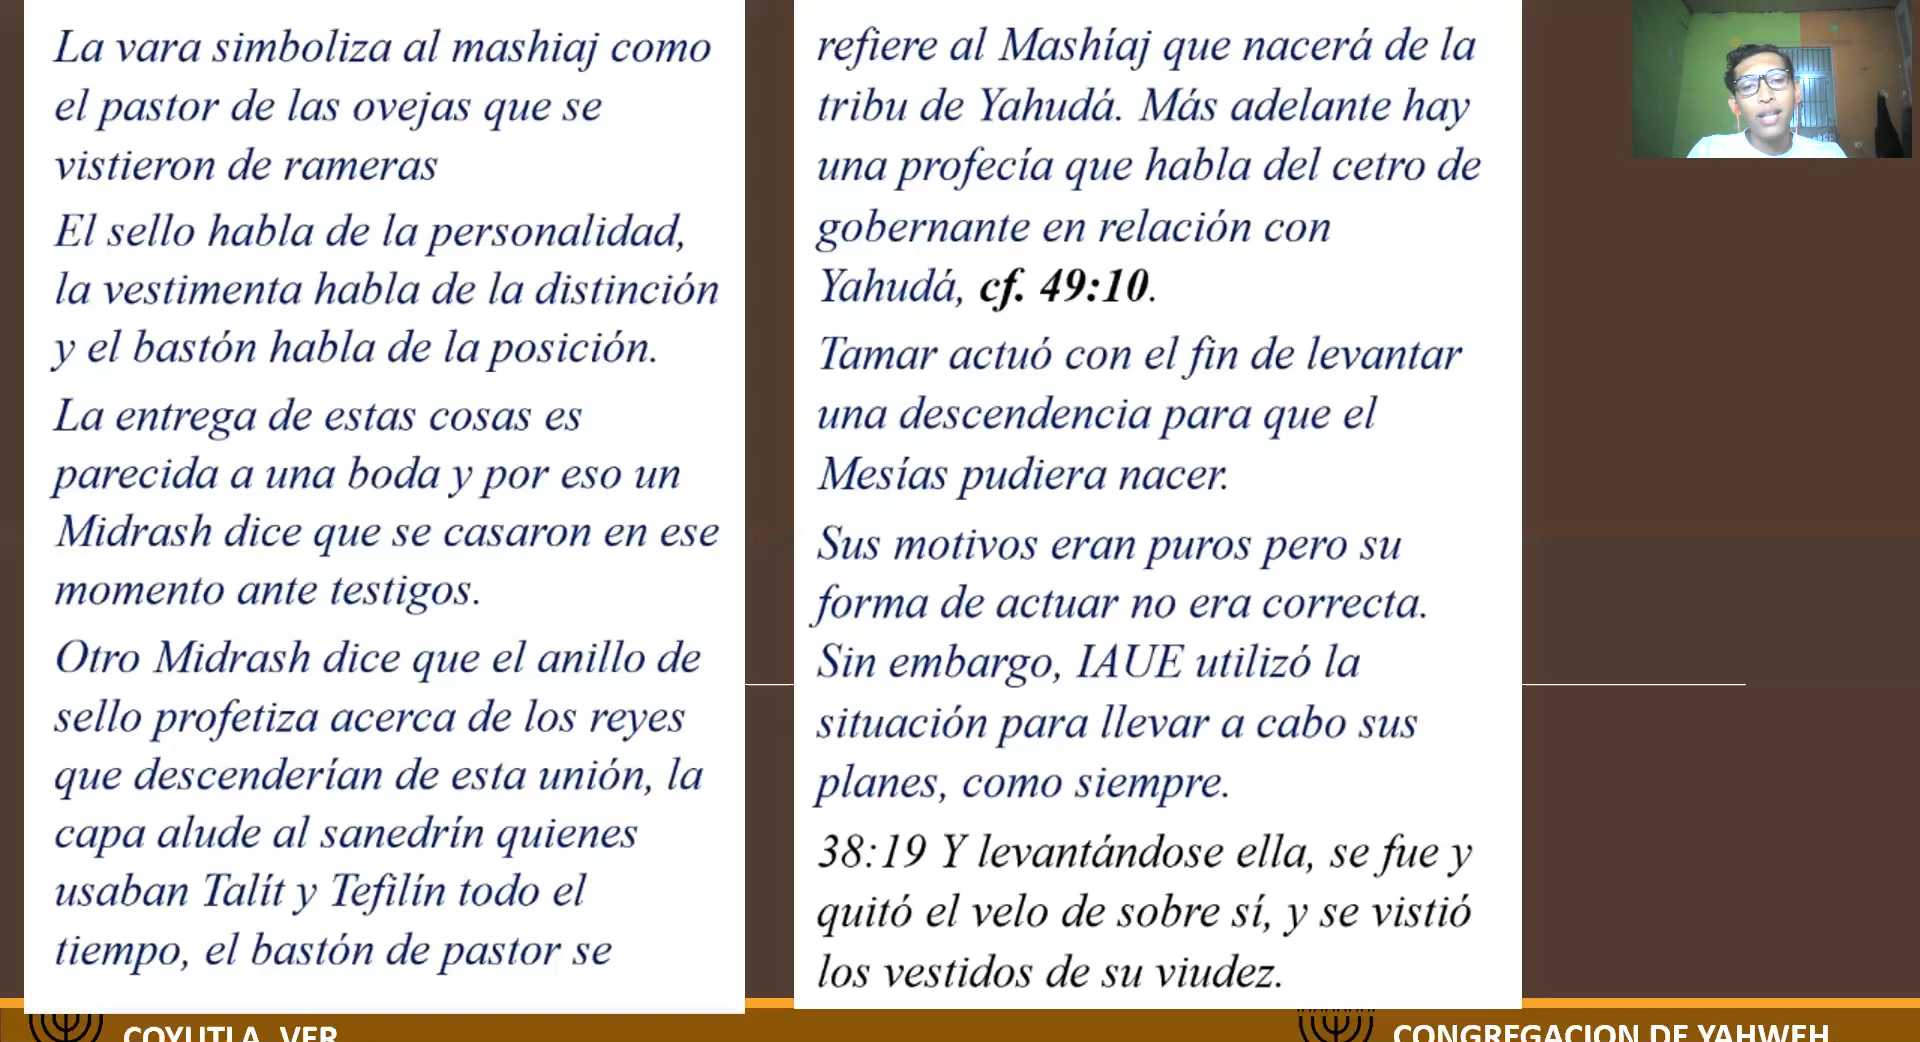 La vara simboliza al mashiaj como
el pastor de las ovejas que se
vistieron de rameras
El sello habla de la personalidad,
la vestimenta habla de la distinción
y el bastón habla de la posición.
La entrega de estas cosas es
parecida a una boda y por eso un
Midrash dice que se casaron en ese
momento ante testigos.
Otro Midrash dice que el anillo de
sello profetiza acerca de los reyes
que descenderían de esta unión, la
capa alude al sanedrín quienes
usaban Talít y Tefilín todo el
tiempo, el bastón de pastor se
refiere al Mashíaj que nacerá de la
tribu de Yahudá. Más adelante hay
una profecía que habla del cetro de
gobernante en relación con
Yahudá, cf. 49:10.
Tamar actuó con el fin de levantar
una descendencia para que el
Mesías pudiera nacer.
Sus motivos eran puros pero su
forma de actuar no era correcta.
Sin embargo, IAUE utilizó la
situación para llevar a cabo sus
planes, como siempre.
38:19 Y levantándose ella, se fue y
quitó el velo de sobre sí, y se vistió
los vestidos de su viudez.
COYUTLA, VER
CONGREGACION DE YAHWEH